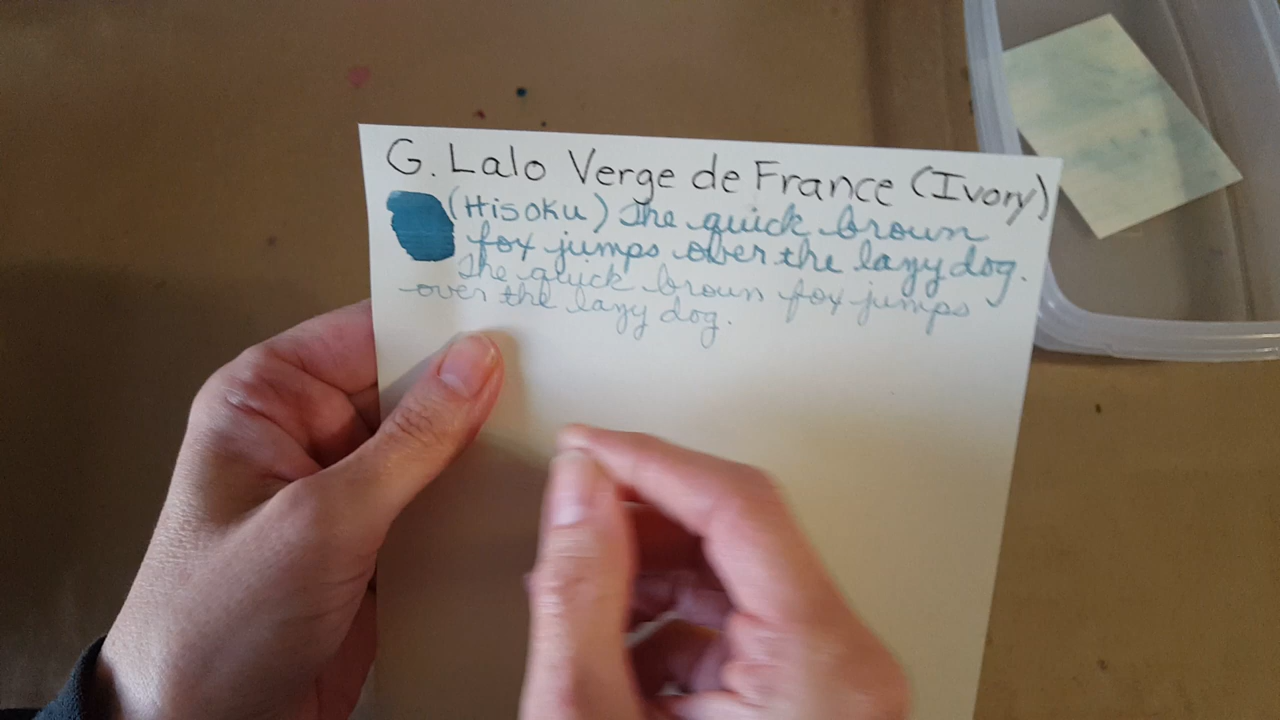 G. Lalo Verge de France (Ivory)
(Hisoku) The quick brown
fox jumps over the lazy dog.
The quick brown fox jumps
over the lazy dog.